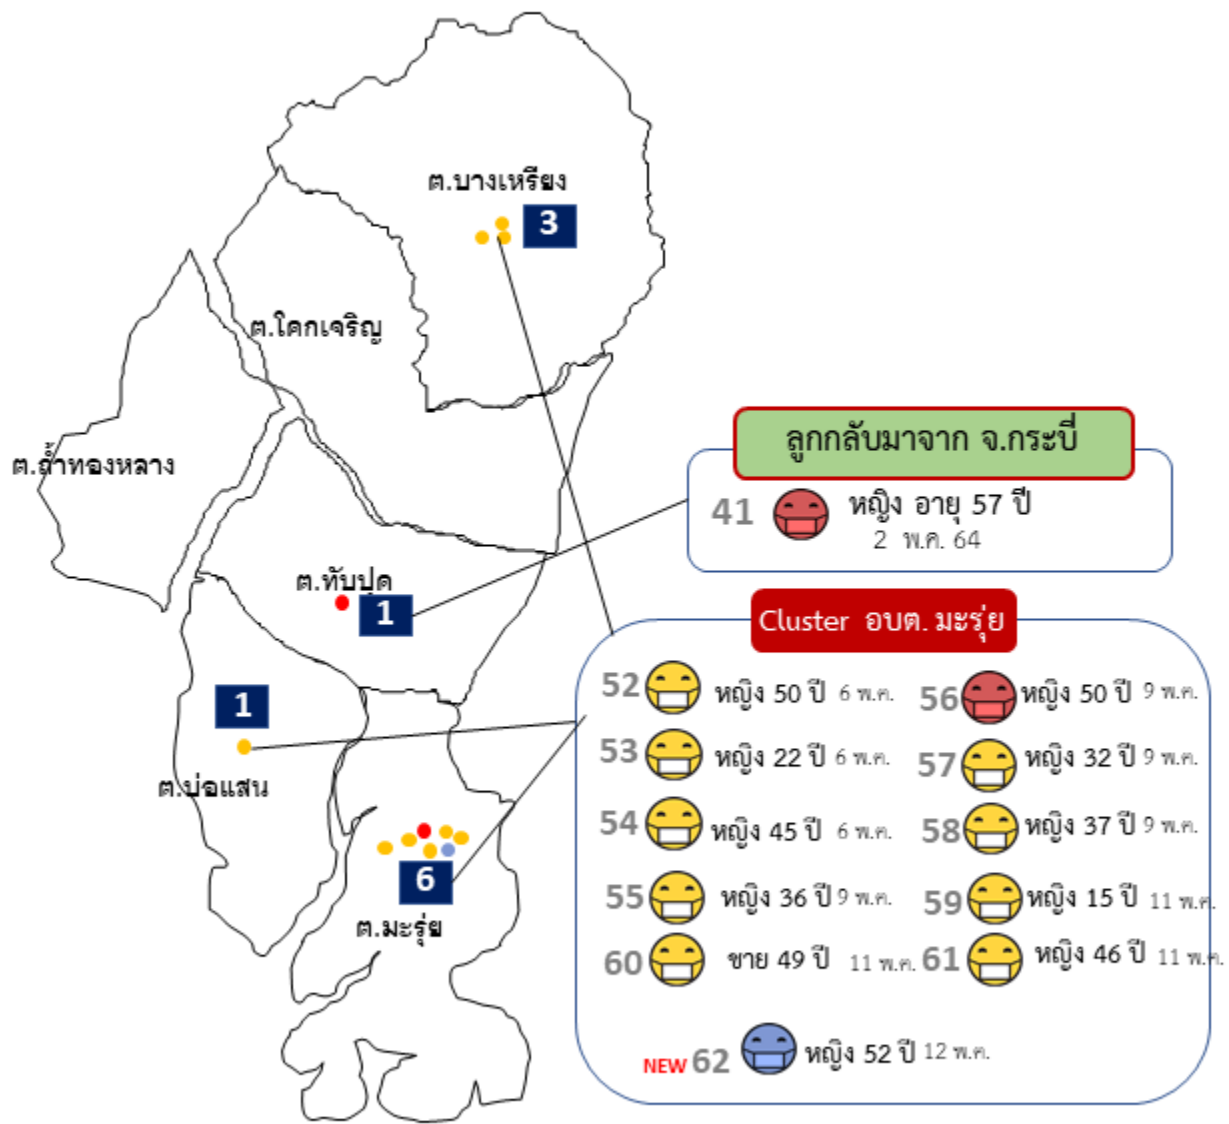 ต.บางเหรียง
3
ต.โคกเจริญ
ต.ถ้ำทองหลาง
ลูกกลับมาจาก จ.กระบี่
41 หญิง อายุ 57 ปี
2 พ.ค. 64
ต.ทับปุด
1
1
ต.บ่อแสน
6
ต.มะรุ่ย
Cluster อบต. มะรุ่ย
52 หญิง 50 ปี 6 พ.ค.
56 หญิง 50 ปี 9 พ.ค.
53 หญิง 22 ปี 6 พ.ค.
57 หญิง 32 ปี 9 พ.ค.
54 หญิง 45 ปี 6 พ.ค.
58 หญิง 37 ปี 9 พ.ค.
55 หญิง 36 ปี 9 พ.ค.
59 หญิง 15 ปี 11 พ.ค.
60 ชาย 49 ปี 11 พ.ค.
61 หญิง 46 ปี 11 พ.ค.
NEW 62 หญิง 52 ปี 12 พ.ค.